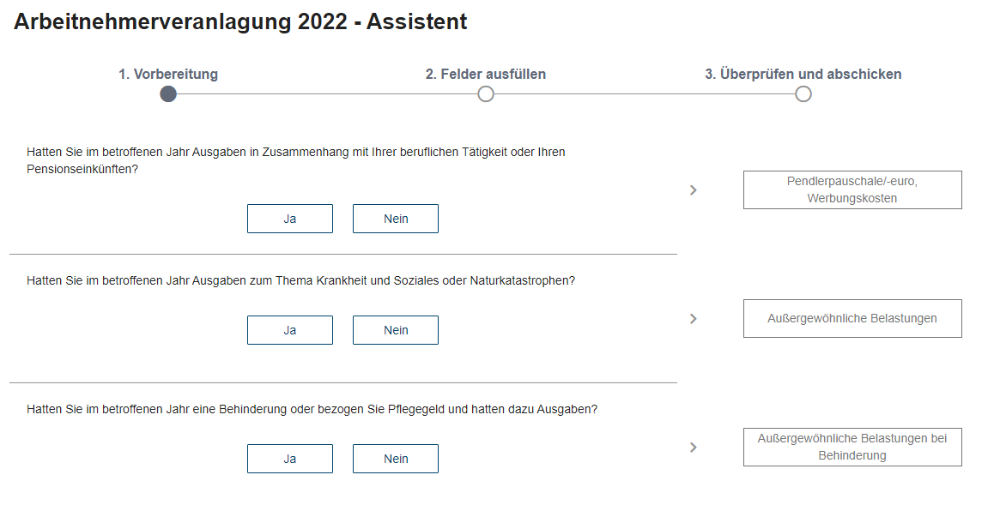 Arbeitnehmerveranlagung 2022 - Assistent
1. Vorbereitung
2. Felder ausfüllen
3. Überprüfen und abschicken
Hatten Sie im betroffenen Jahr Ausgaben in Zusammenhang mit Ihrer beruflichen Tätigkeit oder Ihren
Pensionseinkünften?
Ja
Nein
Pendlerpauschale/-euro,
Werbungskosten
Hatten Sie im betroffenen Jahr Ausgaben zum Thema Krankheit und Soziales oder Naturkatastrophen?
Ja
Nein
Außergewöhnliche Belastungen
Hatten Sie im betroffenen Jahr eine Behinderung oder bezogen Sie Pflegegeld und hatten dazu Ausgaben?
Ja
Nein
Außergewöhnliche Belastungen bei
Behinderung